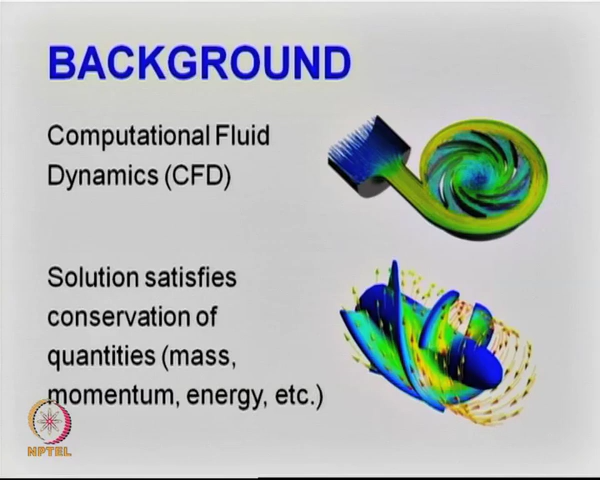 BACKGROUND
Computational Fluid
Dynamics (CFD)
Solution satisfies
conservation of
quantities (mass,
momentum, energy, etc.)
NPTEL